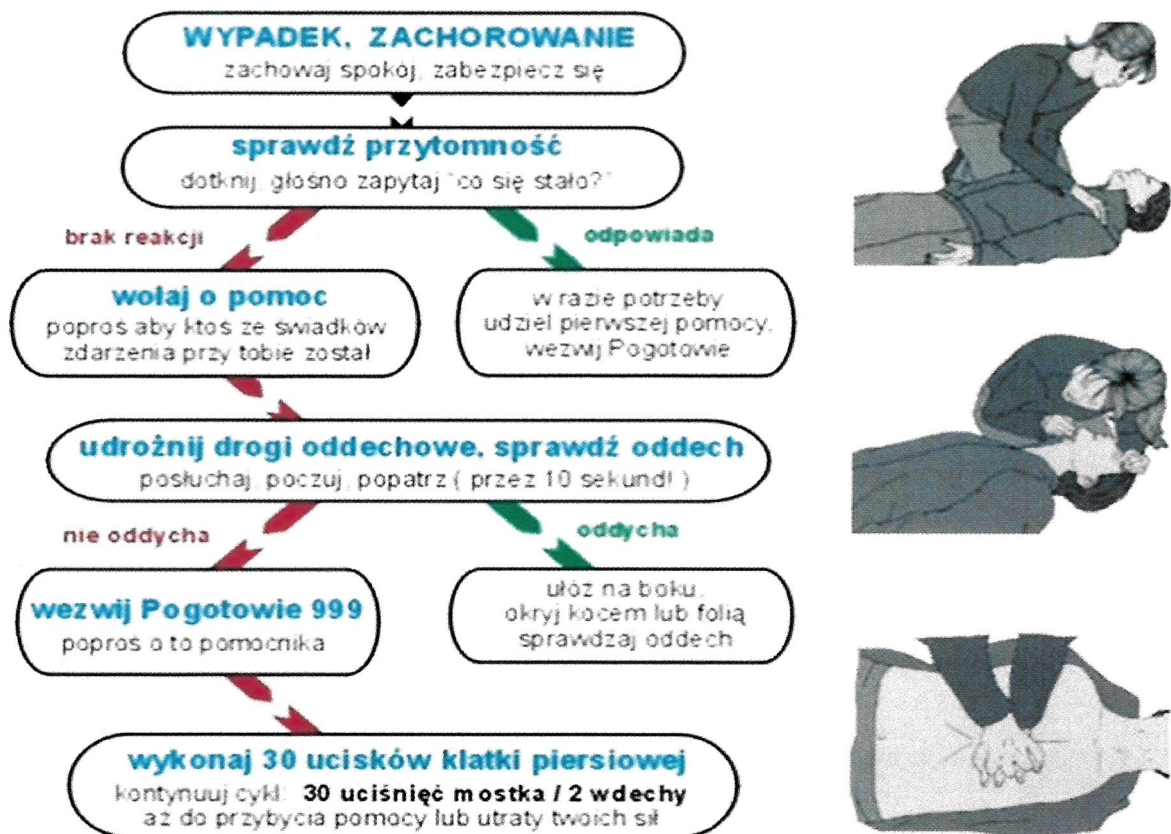 WYPADEK, ZACHOROWANIE
zachowaj spokój, zabezpiecz się
sprawdź przytomność
dotknij, głośno zapytaj "co się stało?"
brak reakcji
odpowiada
wołaj o pomoc
poproś aby ktoś ze świadków
zdarzenia przy tobie został
w razie potrzeby
udziel pierwszej pomocy,
wezwij Pogotowie
udrożnij drogi oddechowe, sprawdź oddech
posłuchaj, poczuj, popatrz ( przez 10 sekund! )
nie oddycha
oddycha
wezwij Pogotowie 999
poproś o to pomocnika
ułóż na boku,
okryj kocem lub folią
sprawdzaj oddech
wykonaj 30 ucisków klatki piersiowej
kontynuuj cykl: 30 uciśnięć mostka / 2 wdechy
aż do przybycia pomocy lub utraty twoich sił